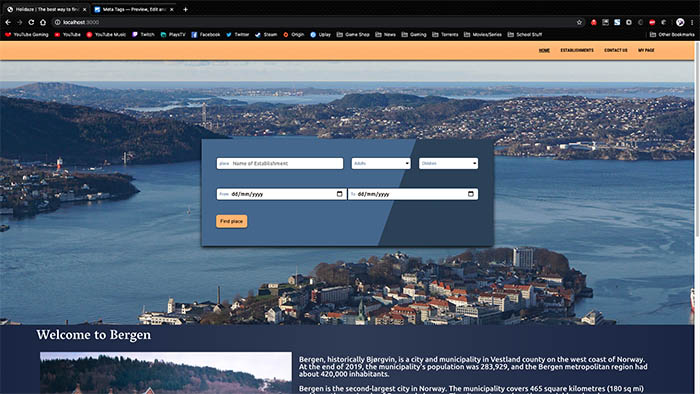 Holidaze | The best way to fin
Meta Tags — Preview, Edit and
localhost:3000
YouTube Gaming
YouTube
YouTube Music
Twitch
PlaysTV
Facebook
Twitter
Steam
Origin
Uplay
Game Shop
News
Gaming
Torrents
Movies/Series
School Stuff
Other Bookmarks
HOME ESTABLISHMENTS CONTACT US MY PAGE
place Name of Establishment
Adults
Children
From dd/mm/yyyy
To dd/mm/yyyy
Find place
Welcome to Bergen
Bergen, historically Bjørgvin, is a city and municipality in Vestland county on the west coast of Norway.
At the end of 2019, the municipality's population was 283,929, and the Bergen metropolitan region had
about 420,000 inhabitants.
Bergen is the second-largest city in Norway. The municipality covers 465 square kilometres (180 sq mi)